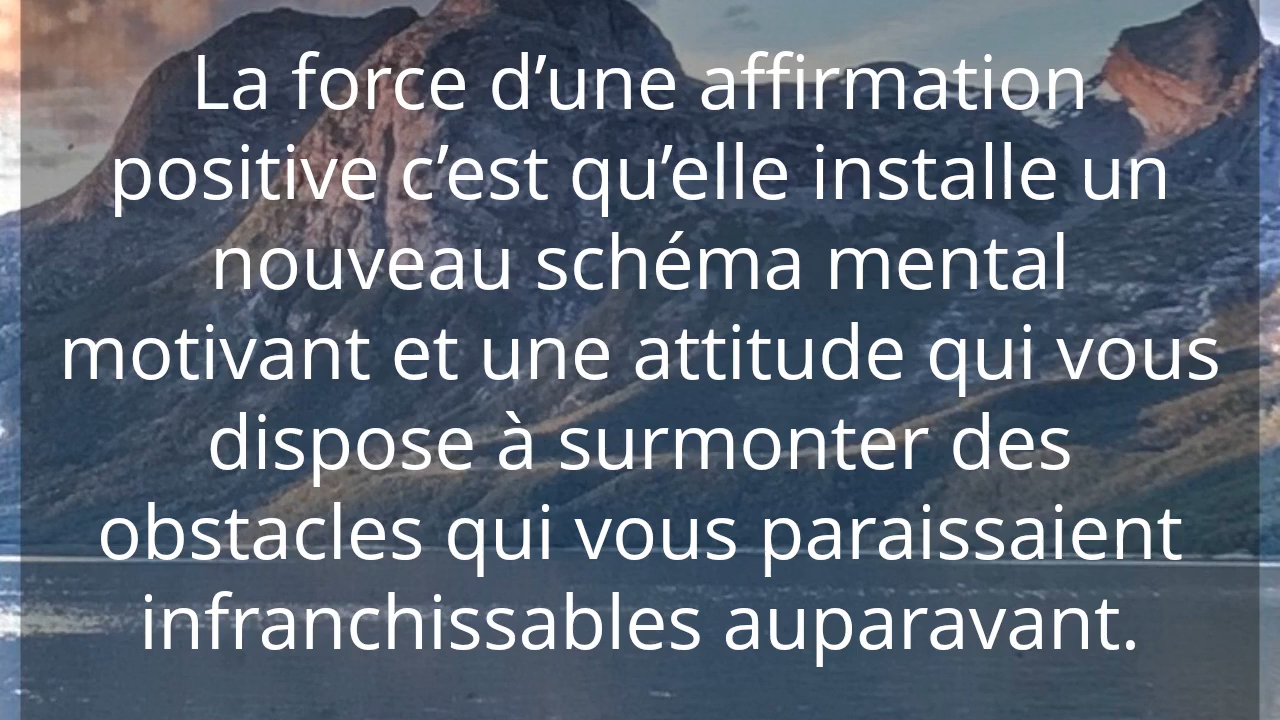 La force d’une affirmation
positive c’est qu’elle installe un
nouveau schéma mental
motivant et une attitude qui vous
dispose à surmonter des
obstacles qui vous paraissaient
infranchissables auparavant.